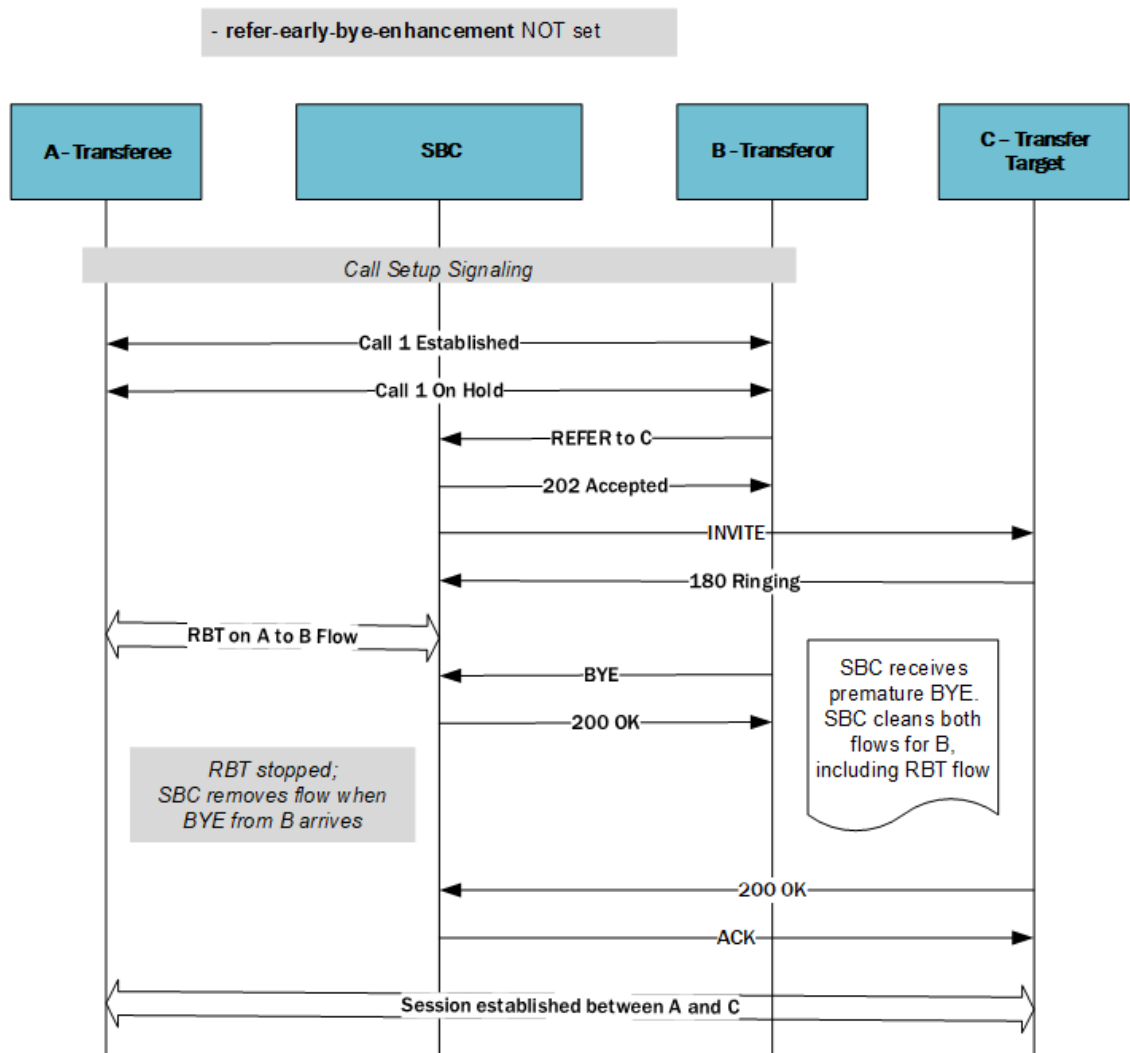 - refer-early-bye-enhancement NOT set
A - Transferee
SBC
B - Transferor
C – Transfer
Target
Call Setup Signaling
Call 1 Established
Call 1 On Hold
REFER to C
202 Accepted
INVITE
180 Ringing
RBT on A to B Flow
BYE
200 OK
SBC receives
premature BYE.
SBC cleans both
flows for B,
including RBT flow
RBT stopped;
SBC removes flow when
BYE from B arrives
200 OK
ACK
Session established between A and C